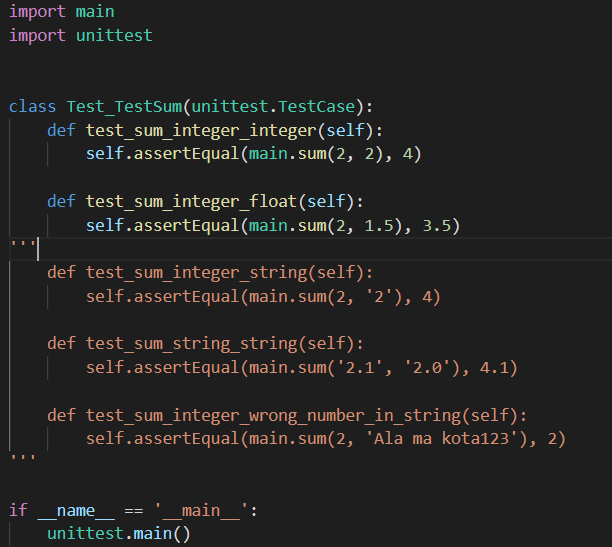 import main
import unittest
class Test_TestSum(unittest.TestCase):
    def test_sum_integer_integer(self):
        self.assertEqual(main.sum(2, 2), 4)
    def test_sum_integer_float(self):
        self.assertEqual(main.sum(2, 1.5), 3.5)
'''
    def test_sum_integer_string(self):
        self.assertEqual(main.sum(2, '2'), 4)
    def test_sum_string_string(self):
        self.assertEqual(main.sum('2.1', '2.0'), 4.1)
    def test_sum_integer_wrong_number_in_string(self):
        self.assertEqual(main.sum(2, 'Ala ma kota123'), 2)
'''
if __name__ == '__main__':
    unittest.main()